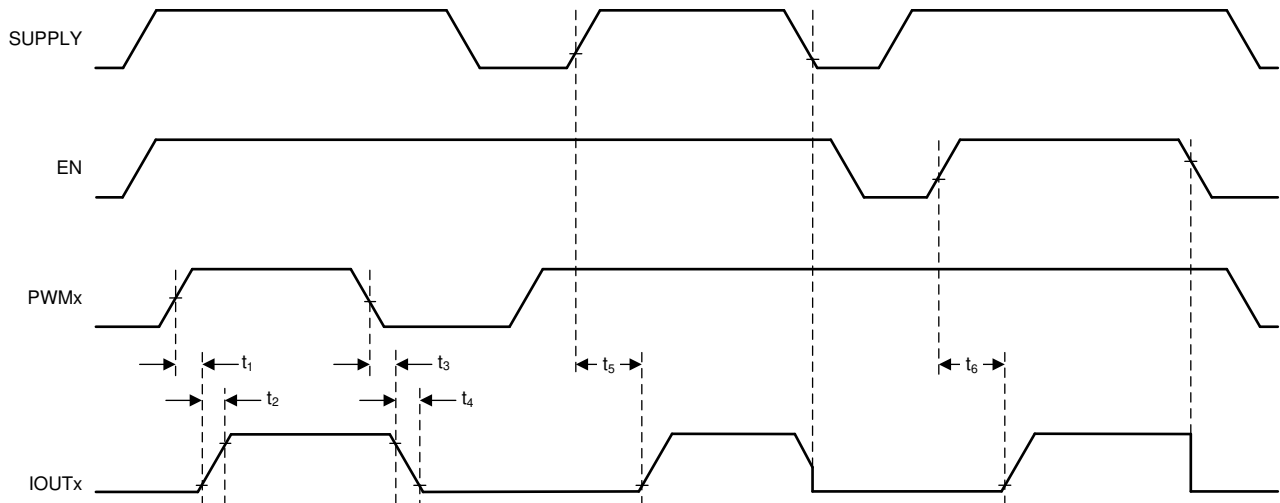 SUPPLY
EN
PWMx
t₁
t₃
t₅
t₆
t₂
t₄
IOUTx